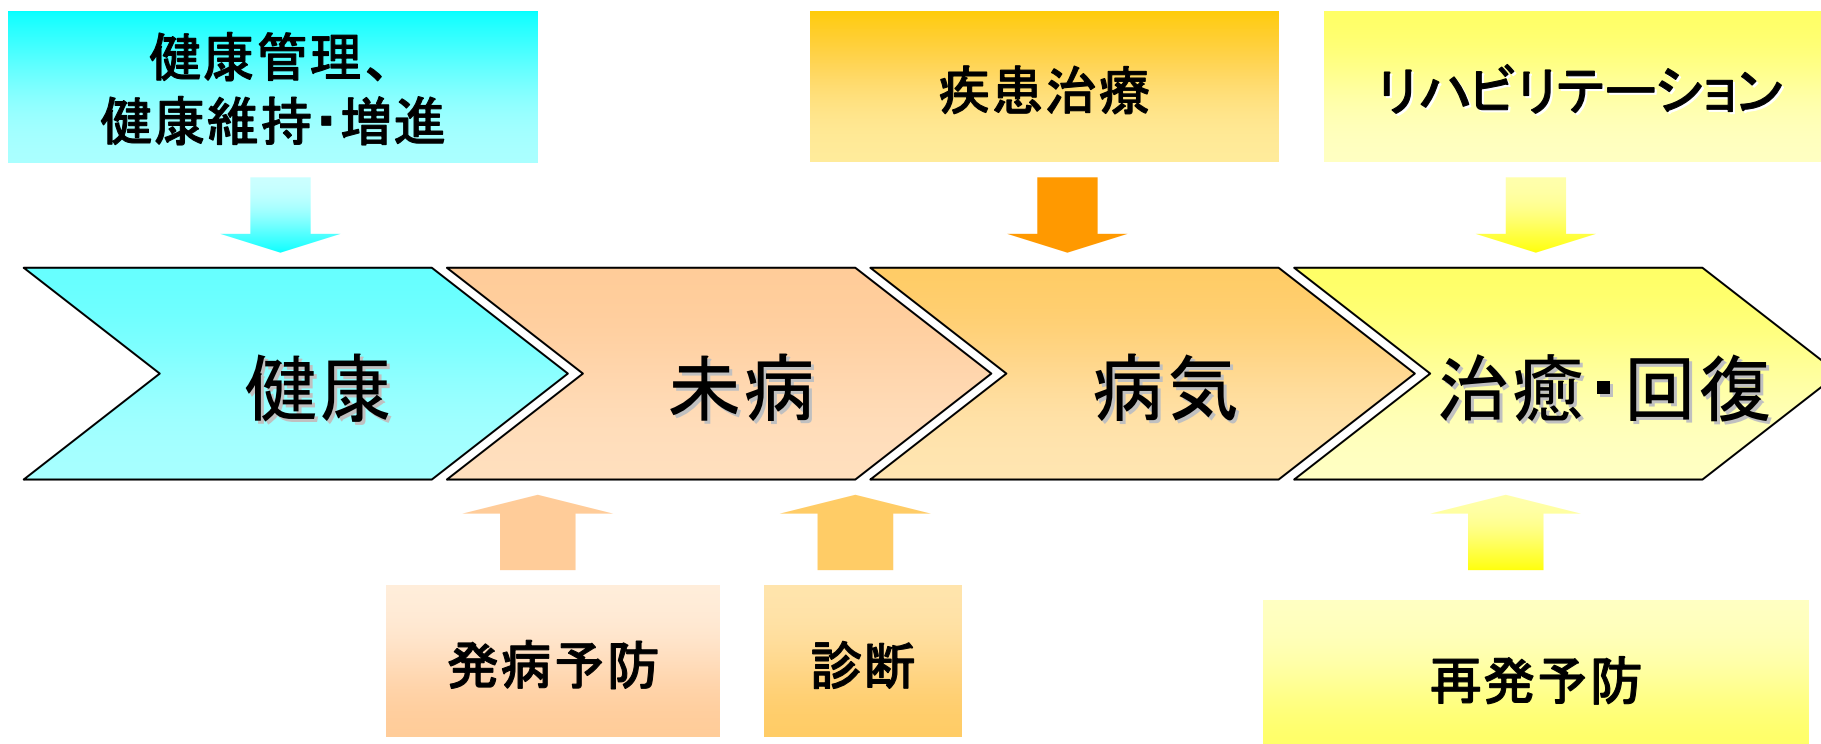 健康管理、
健康維持・増進
疾患治療
リハビリテーション
健康
未病
病気
治癒・回復
発病予防
診断
再発予防